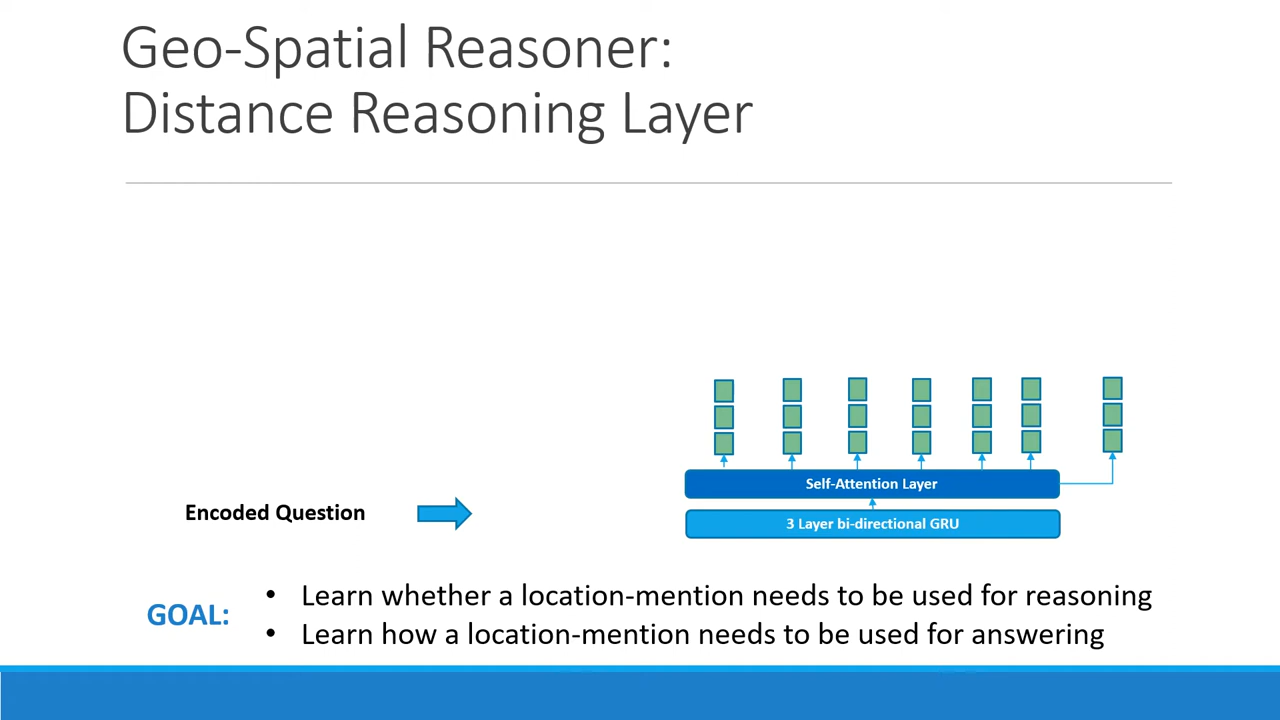 Geo-Spatial Reasoner:
Distance Reasoning Layer
Self-Attention Layer
Encoded Question
3 Layer bi-directional GRU
GOAL:
• Learn whether a location-mention needs to be used for reasoning
• Learn how a location-mention needs to be used for answering